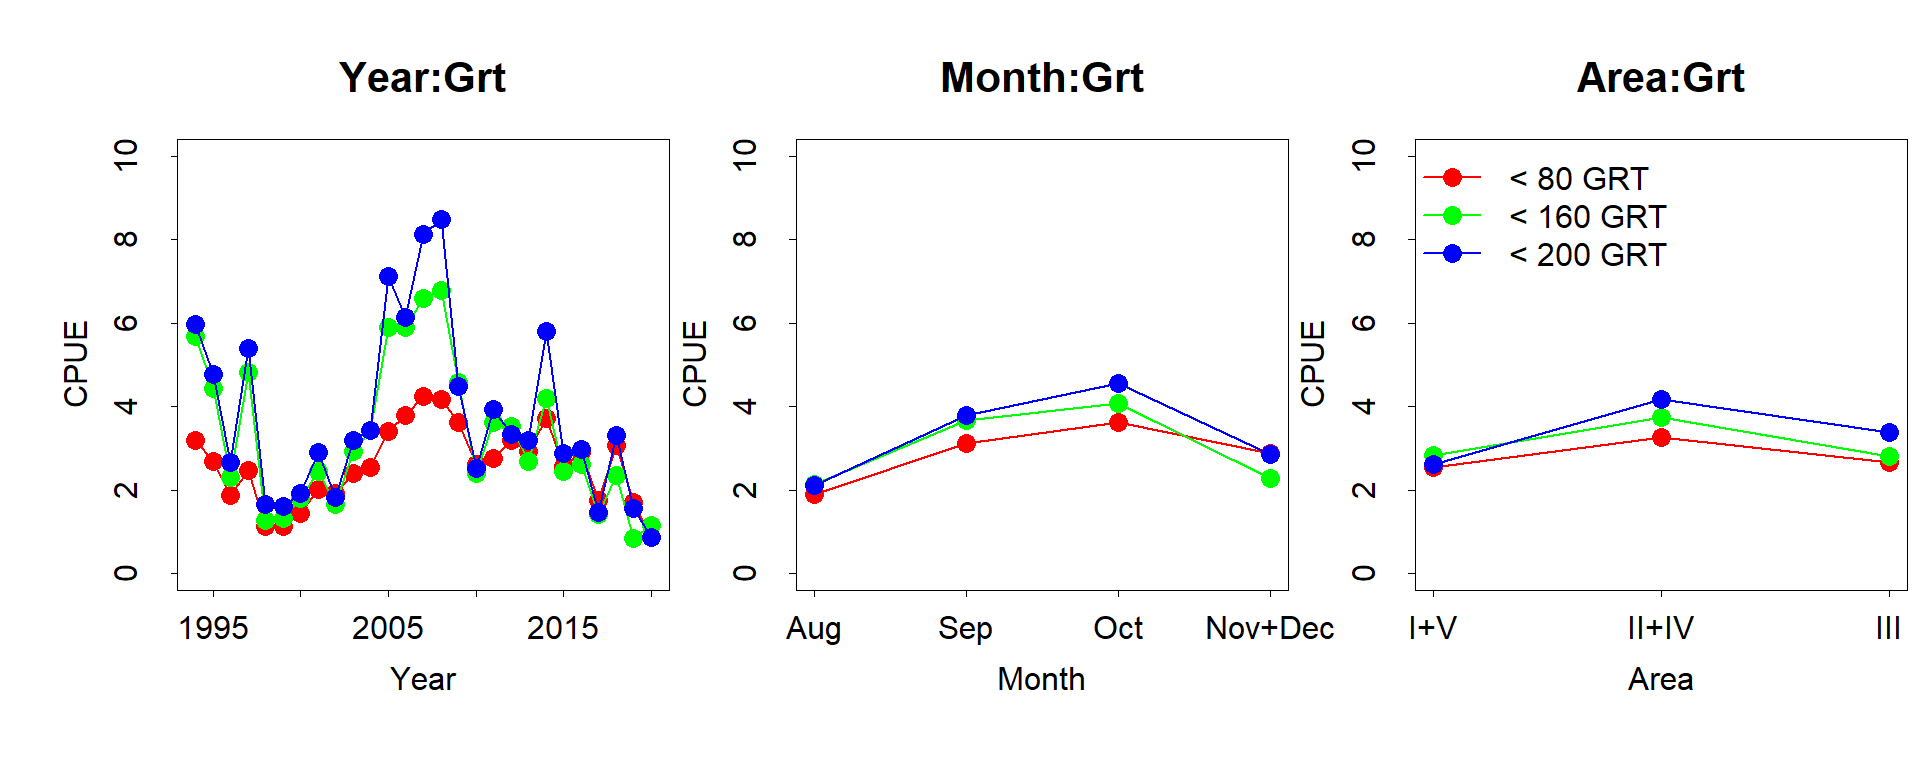 Year:Grt
CPUE
0
2
4
6
8
10
1995
2005
2015
Year
Month:Grt
CPUE
0
2
4
6
8
10
Aug
Sep
Oct
Nov+Dec
Month
Area:Grt
CPUE
0
2
4
6
8
10
< 80 GRT
< 160 GRT
< 200 GRT
I+V
II+IV
III
Area